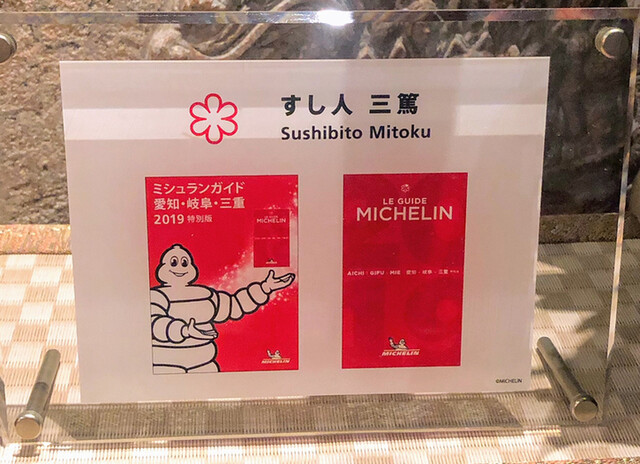 すし人 三篤
Sushibito Mitoku
ミシュランガイド
愛知・岐阜・三重
2019 特別版
MICHELIN
MICHELIN
LE GUIDE
MICHELIN
AICHI · GIFU · MIE 愛知・岐阜・三重
MICHELIN
©MICHELIN